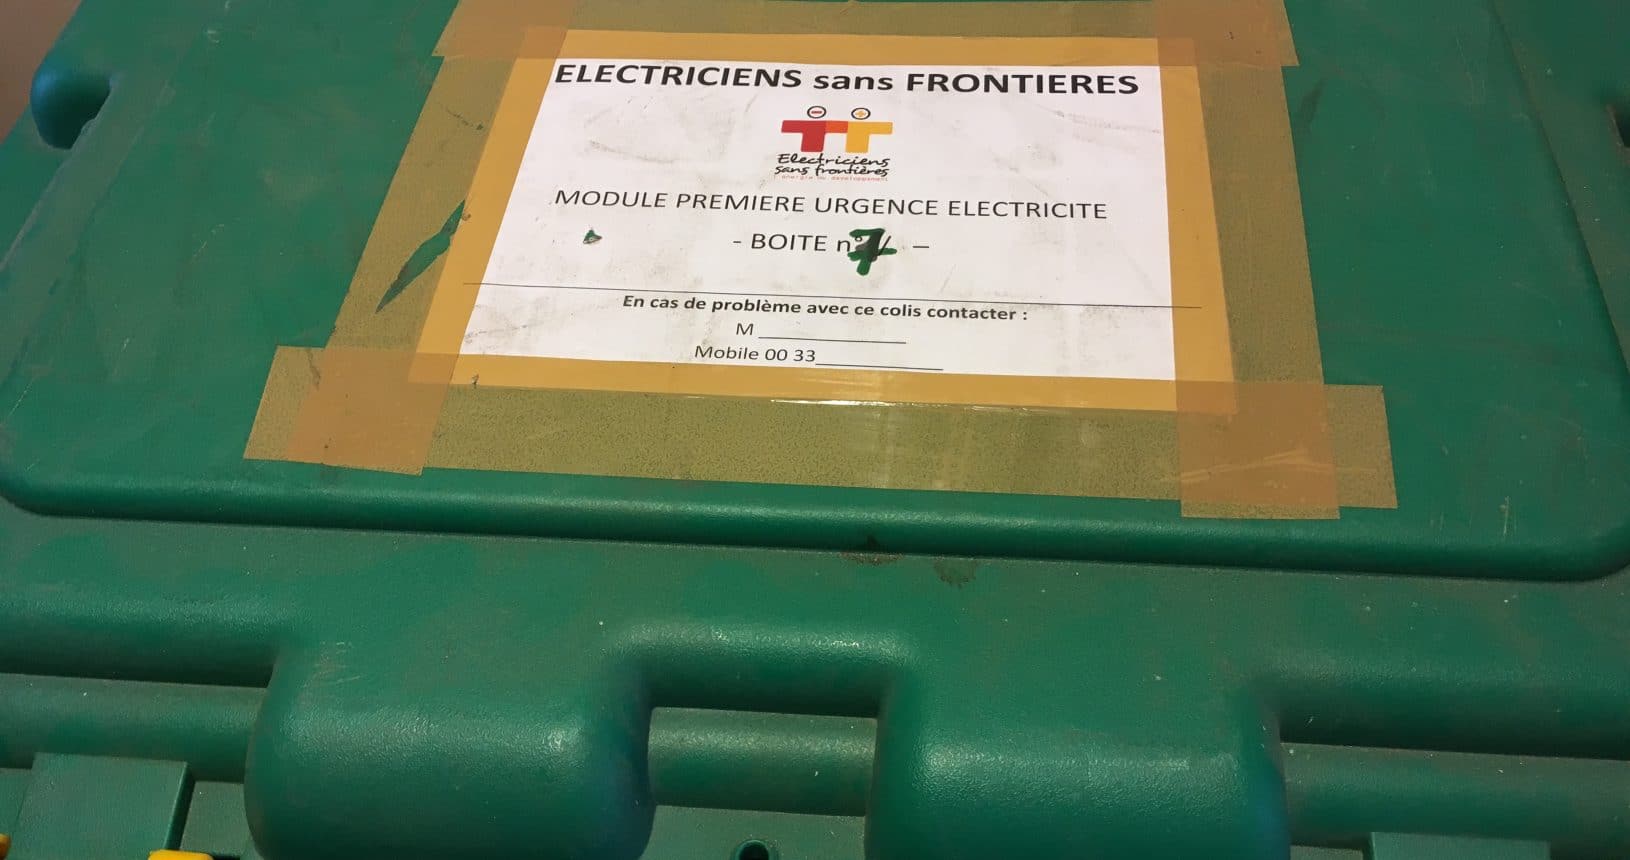 ELECTRICIENS sans FRONTIERES
Electriciens
sans frontières
MODULE PREMIERE URGENCE ELECTRICITE
- BOITE n° 7 –
En cas de problème avec ce colis contacter :
M
Mobile 00 33